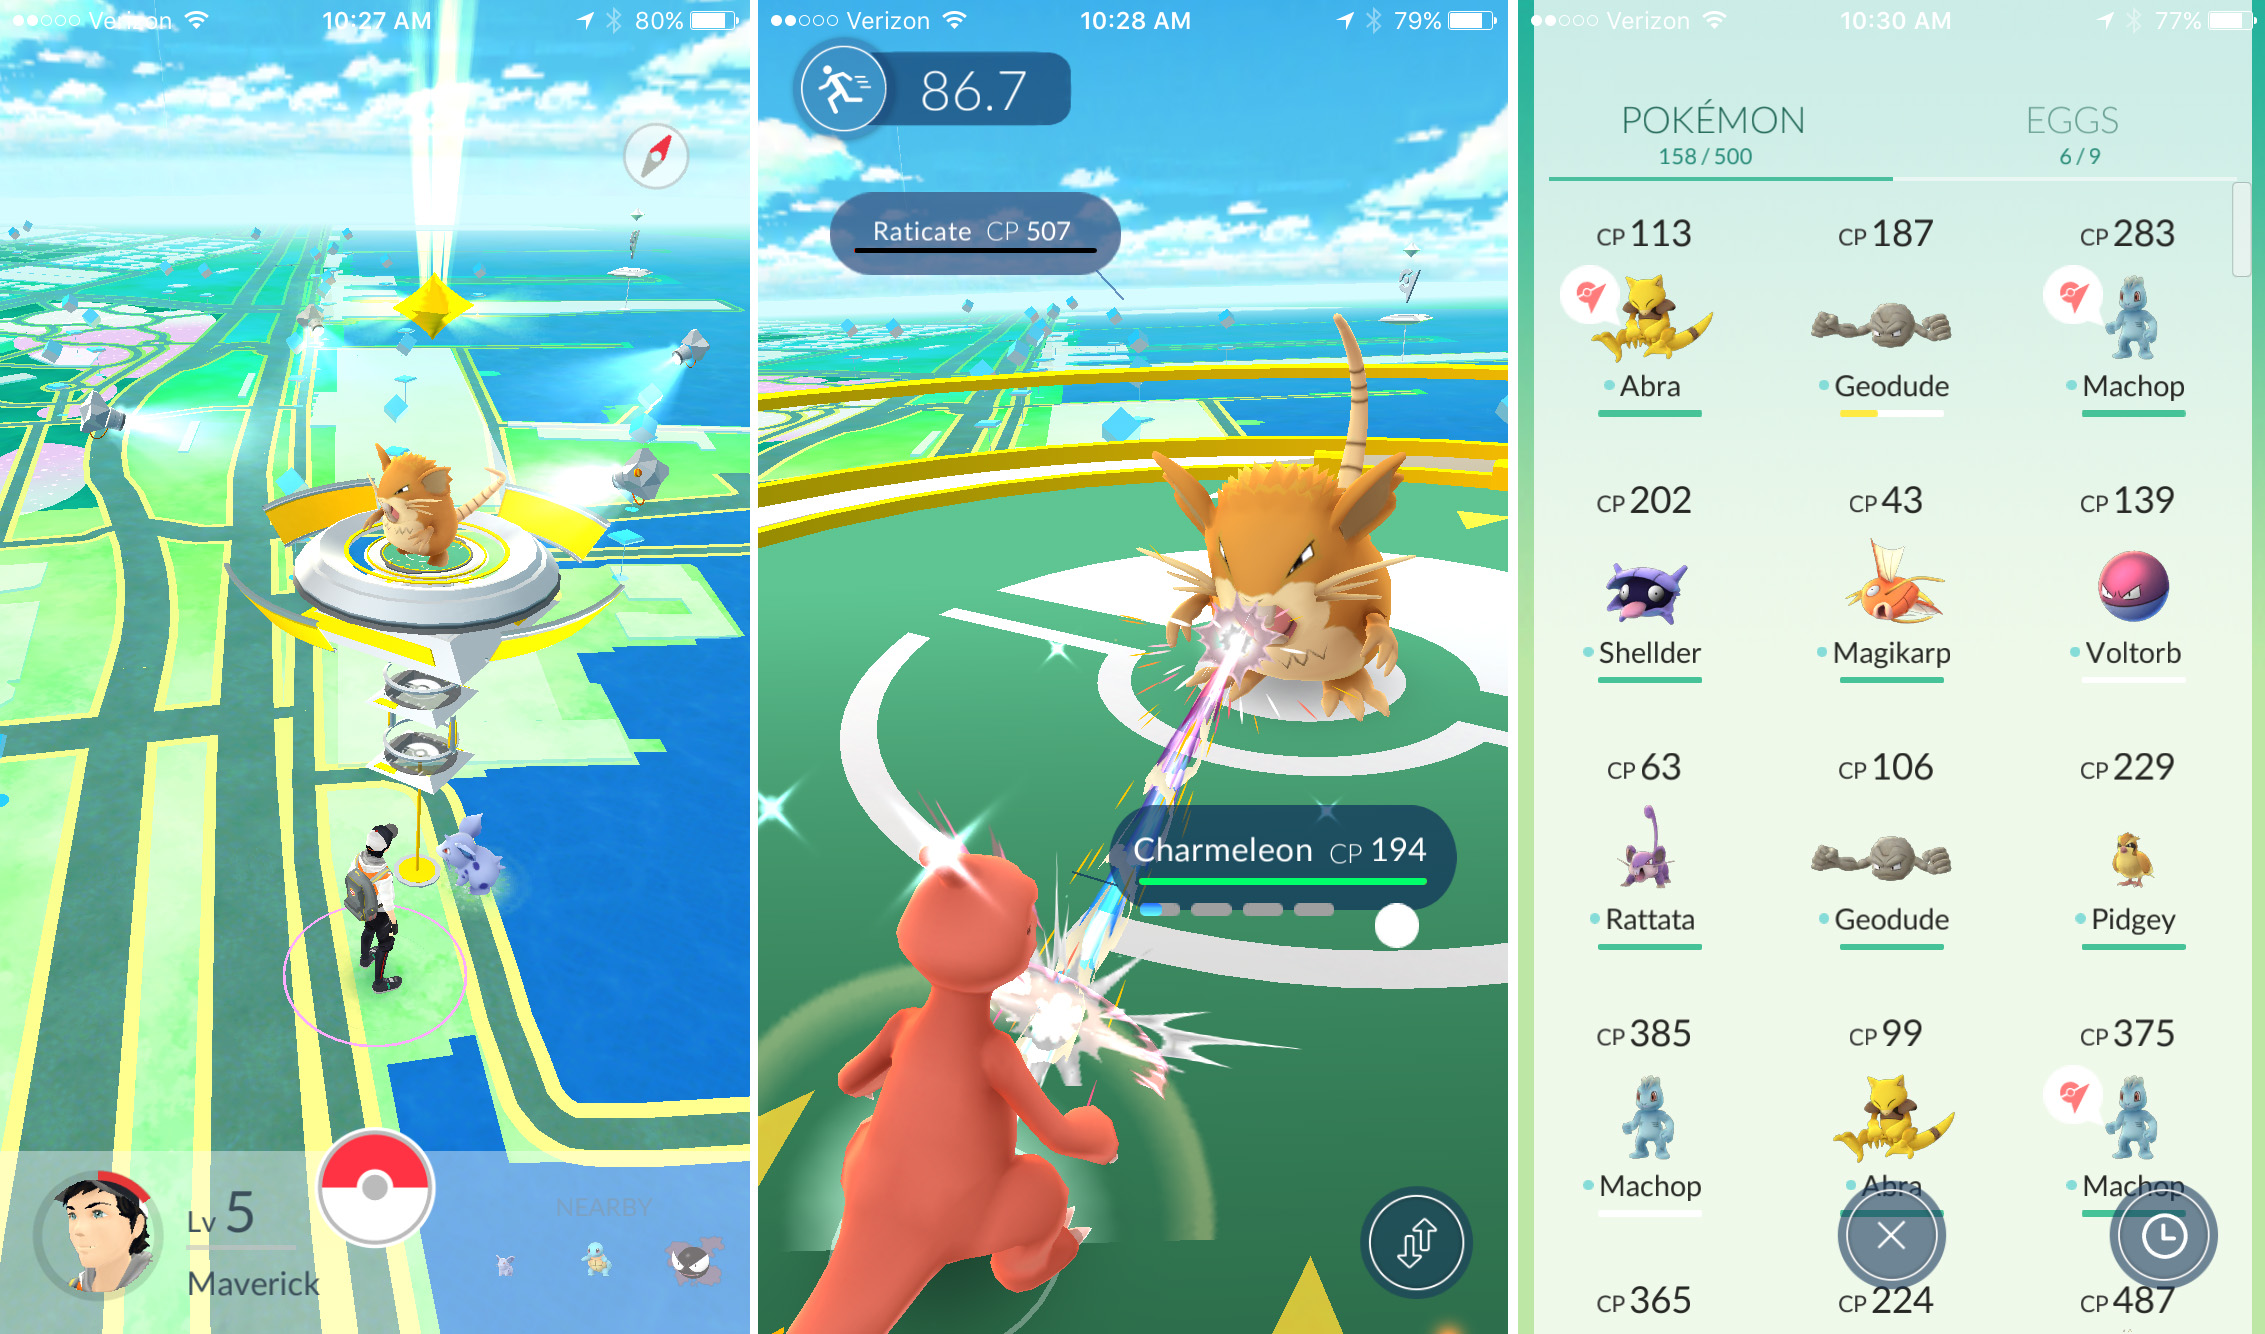 Verizon
10:27 AM
80%
NEARBY
Lv 5
Maverick
Verizon
10:28 AM
79%
86.7
Raticate CP 507
Charmeleon CP 194
Verizon
10:30 AM
77%
POKÉMON
158 / 500
EGGS
6 / 9
CP 113
CP 187
CP 283
Abra
Geodude
Machop
CP 202
CP 43
CP 139
Shellder
Magikarp
Voltorb
CP 63
CP 106
CP 229
Rattata
Geodude
Pidgey
CP 385
CP 99
CP 375
Machop
Abra
Machop
CP 365
CP 224
CP 487